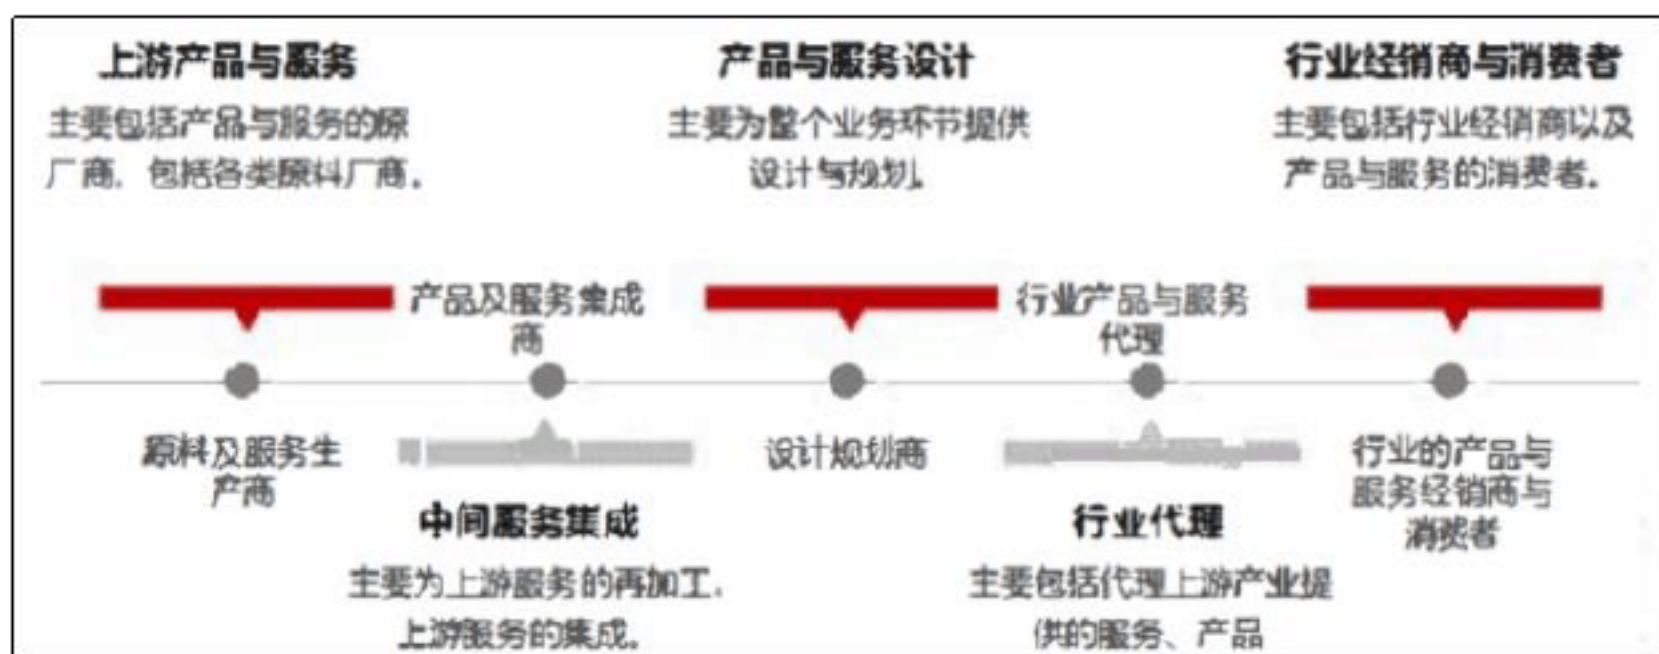 上游产品与服务
主要包括产品与服务的原
厂商，包括各类原料厂商。
产品与服务设计
主要为整个业务环节提供
设计与规划。
行业经销商与消费者
主要包括行业经销商以及
产品与服务的消费者。
产品及服务集成
商
行业产品与服务
代理
原料及服务生
产商
设计规划商
行业的产品与
服务经销商与
消费者
中间服务集成
主要为上游服务的再加工，
上游服务的集成。
行业代理
主要包括代理上游产业提
供的服务、产品